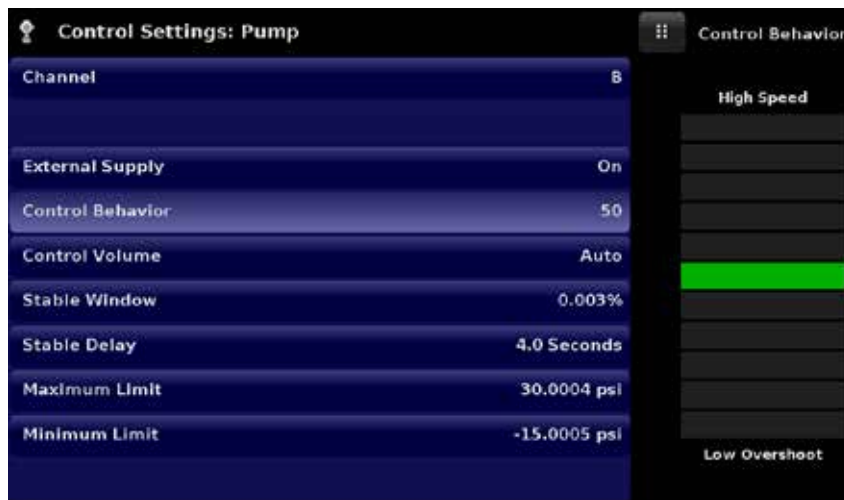 Control Settings: Pump
Channel B
External Supply On
Control Behavior 50
Control Volume Auto
Stable Window 0.003%
Stable Delay 4.0 Seconds
Maximum Limit 30.0004 psi
Minimum Limit -15.0005 psi
Control Behavior
High Speed
Low Overshoot